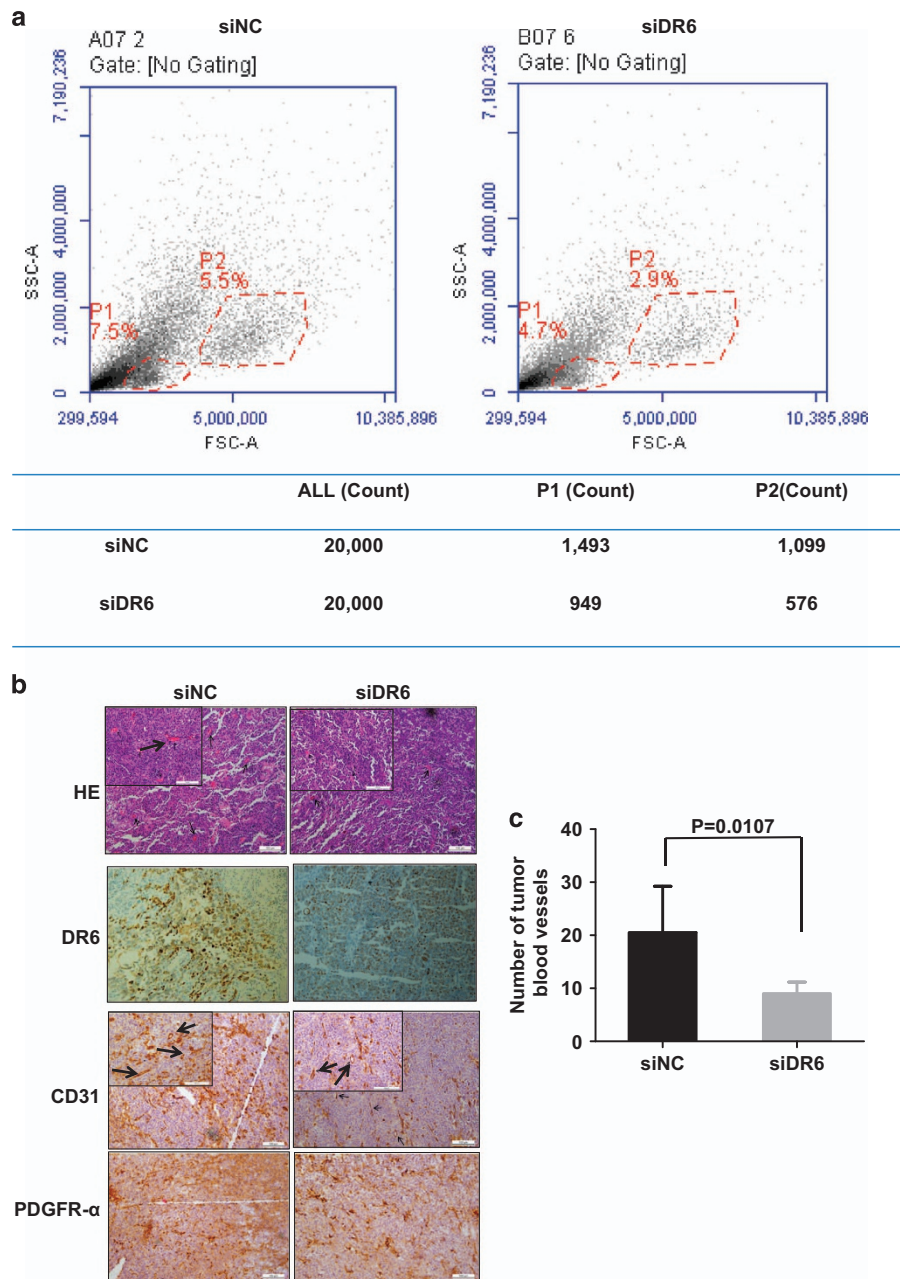 a
siNC
siDR6
A07 2
Gate: [No Gating]
B07 6
Gate: [No Gating]
7,190,236
4,000,000
2,000,000
0
SSC-A
P1
7.5%
P2
5.5%
299,594
5,000,000
10,385,896
FSC-A
7,190,236
4,000,000
2,000,000
0
SSC-A
P1
4.7%
P2
2.9%
299,594
5,000,000
10,385,896
FSC-A
ALL (Count) P1 (Count) P2(Count)
siNC 20,000 1,493 1,099
siDR6 20,000 949 576
b
siNC siDR6
HE
DR6
CD31
PDGFR-α
c
P=0.0107
Number of tumor
blood vessels
40
30
20
10
0
siNC siDR6